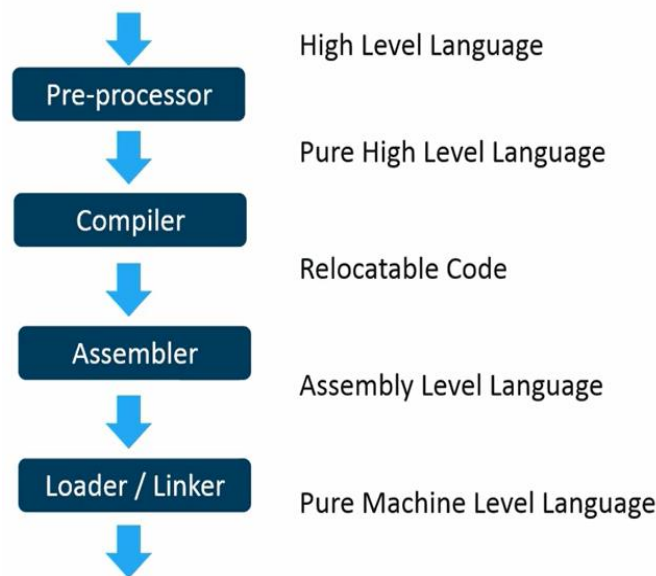 High Level Language
Pre-processor
Pure High Level Language
Compiler
Relocatable Code
Assembler
Assembly Level Language
Loader / Linker
Pure Machine Level Language